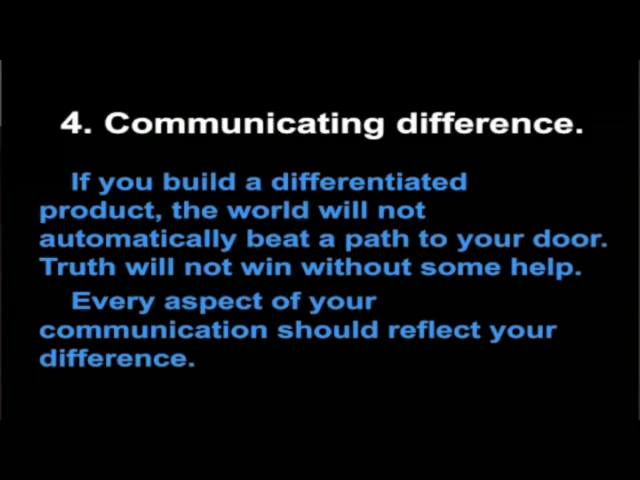 4. Communicating difference.
If you build a differentiated
product, the world will not
automatically beat a path to your door.
Truth will not win without some help.
Every aspect of your
communication should reflect your
difference.